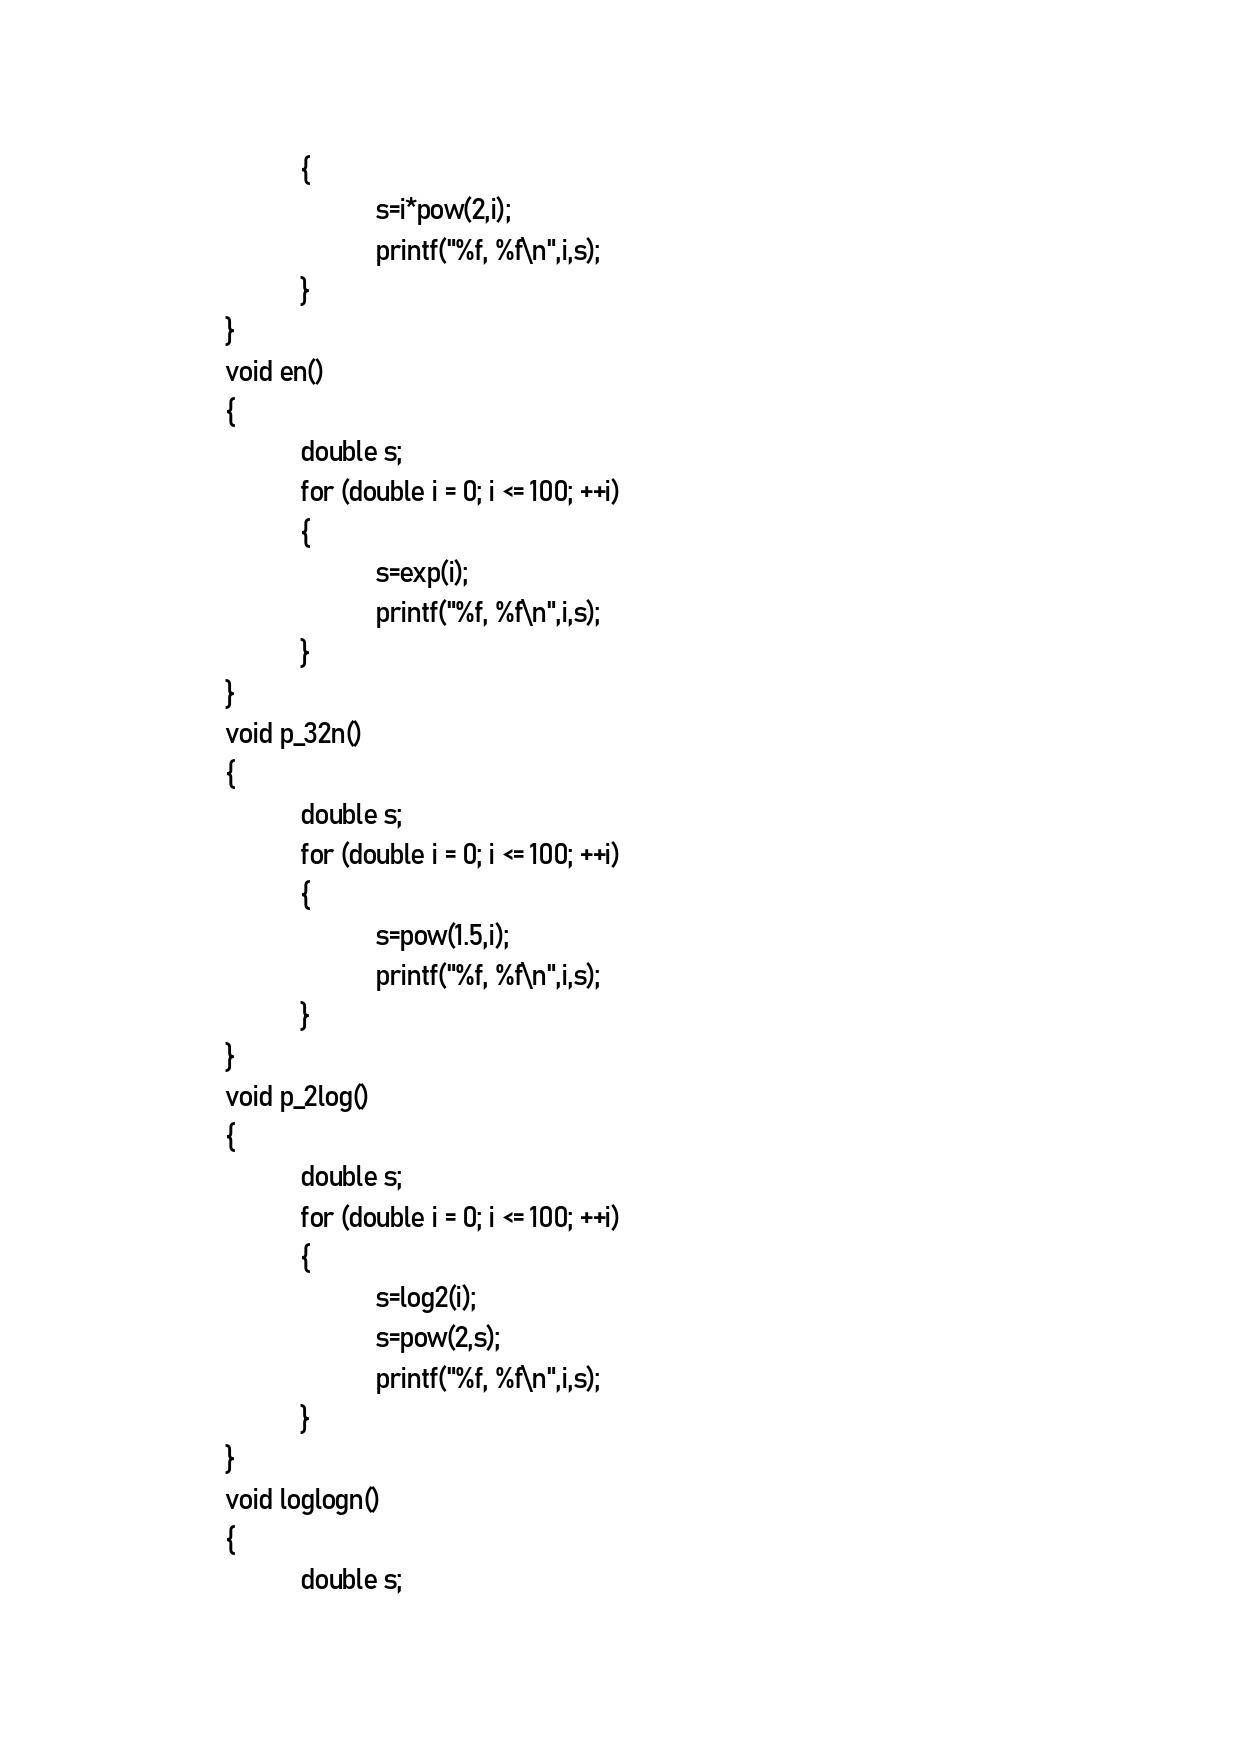 {
s=i*pow(2,i);
printf("%f, %f\n",i,s);
}
}
void en()
{
double s;
for (double i = 0; i <= 100; ++i)
{
s=exp(i);
printf("%f, %f\n",i,s);
}
}
void p_32n()
{
double s;
for (double i = 0; i <= 100; ++i)
{
s=pow(1.5,i);
printf("%f, %f\n",i,s);
}
}
void p_2log()
{
double s;
for (double i = 0; i <= 100; ++i)
{
s=log2(i);
s=pow(2,s);
printf("%f, %f\n",i,s);
}
}
void loglogn()
{
double s;